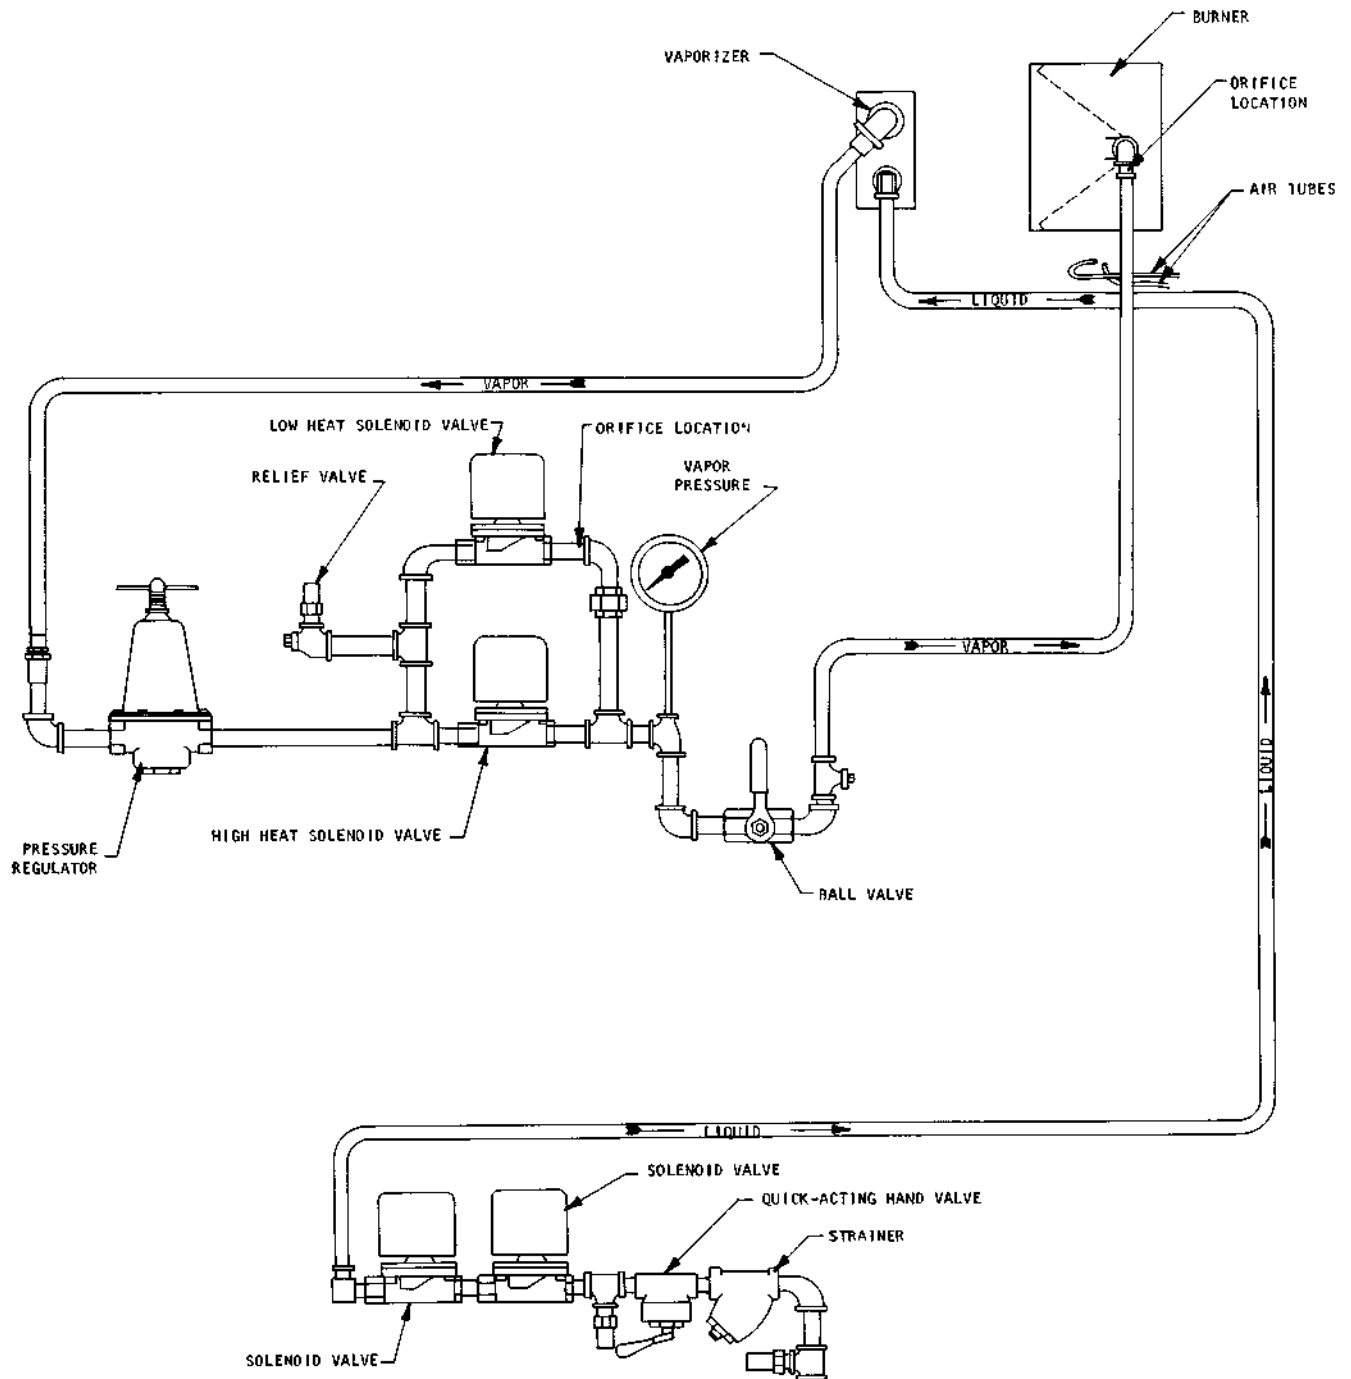 BURNER
VAPORIZER
ORIFICE
LOCATION
AIR TUBES
LIQUID
VAPOR
LOW HEAT SOLENOID VALVE
ORIFICE LOCATION
VAPOR
PRESSURE
RELIEF VALVE
VAPOR
LIQUID
HIGH HEAT SOLENOID VALVE
PRESSURE
REGULATOR
BALL VALVE
LIQUID
SOLENOID VALVE
QUICK-ACTING HAND VALVE
STRAINER
SOLENOID VALVE